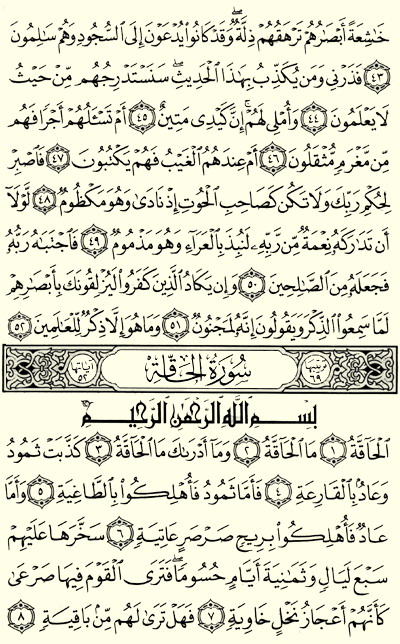 خَٰشِعَةً أَبْصَٰرُهُمْ تَرْهَقُهُمْ ذِلَّةٌ ۖ وَقَدْ كَانُوا۟ يُدْعَوْنَ إِلَى ٱلسُّجُودِ وَهُمْ سَٰلِمُونَ
﴿٤٣﴾ فَذَرْنِى وَمَن يُكَذِّبُ بِهَٰذَا ٱلْحَدِيثِ ۖ سَنَسْتَدْرِجُهُم مِّنْ حَيْثُ
لَا يَعْلَمُونَ ﴿٤٤﴾ وَأُمْلِى لَهُمْ ۚ إِنَّ كَيْدِى مَتِينٌ ﴿٤٥﴾ أَمْ تَسْـَٔلُهُمْ أَجْرًا فَهُم
مِّن مَّغْرَمٍ مُّثْقَلُونَ ﴿٤٦﴾ أَمْ عِندَهُمُ ٱلْغَيْبُ فَهُمْ يَكْتُبُونَ ﴿٤٧﴾ فَٱصْبِرْ
لِحُكْمِ رَبِّكَ وَلَا تَكُن كَصَاحِبِ ٱلْحُوتِ إِذْ نَادَىٰ وَهُوَ مَكْظُومٌ ﴿٤٨﴾ لَّوْلَآ
أَن تَدَٰرَكَهُۥ نِعْمَةٌ مِّن رَّبِّهِۦ لَنُبِذَ بِٱلْعَرَآءِ وَهُوَ مَذْمُومٌ ﴿٤٩﴾ فَٱجْتَبَٰهُ رَبُّهُۥ
فَجَعَلَهُۥ مِنَ ٱلصَّٰلِحِينَ ﴿٥٠﴾ وَإِن يَكَادُ ٱلَّذِينَ كَفَرُوا۟ لَيُزْلِقُونَكَ بِأَبْصَٰرِهِمْ
لَمَّا سَمِعُوا۟ ٱلذِّكْرَ وَيَقُولُونَ إِنَّهُۥ لَمَجْنُونٌ ﴿٥١﴾ وَمَا هُوَ إِلَّا ذِكْرٌ لِّلْعَٰلَمِينَ ﴿٥٢﴾
ترتيبها ٦٩ سُورَةُ الحَاقَّة آياتها ٥٢
بِسْمِ ٱللَّهِ ٱلرَّحْمَٰنِ ٱلرَّحِيمِ
ٱلْحَآقَّةُ ﴿١﴾ مَا ٱلْحَآقَّةُ ﴿٢﴾ وَمَآ أَدْرَىٰكَ مَا ٱلْحَآقَّةُ ﴿٣﴾ كَذَّبَتْ ثَمُودُ
وَعَادٌۢ بِٱلْقَارِعَةِ ﴿٤﴾ فَأَمَّا ثَمُودُ فَأُهْلِكُوا۟ بِٱلطَّاغِيَةِ ﴿٥﴾ وَأَمَّا
عَادٌ فَأُهْلِكُوا۟ بِرِيحٍ صَرْصَرٍ عَاتِيَةٍ ﴿٦﴾ سَخَّرَهَا عَلَيْهِمْ
سَبْعَ لَيَالٍ وَثَمَٰنِيَةَ أَيَّامٍ حُسُومًا ۖ فَتَرَى ٱلْقَوْمَ فِيهَا صَرْعَىٰ
كَأَنَّهُمْ أَعْجَازُ نَخْلٍ خَاوِيَةٍ ﴿٧﴾ فَهَلْ تَرَىٰ لَهُم مِّنۢ بَاقِيَةٍ ﴿٨﴾